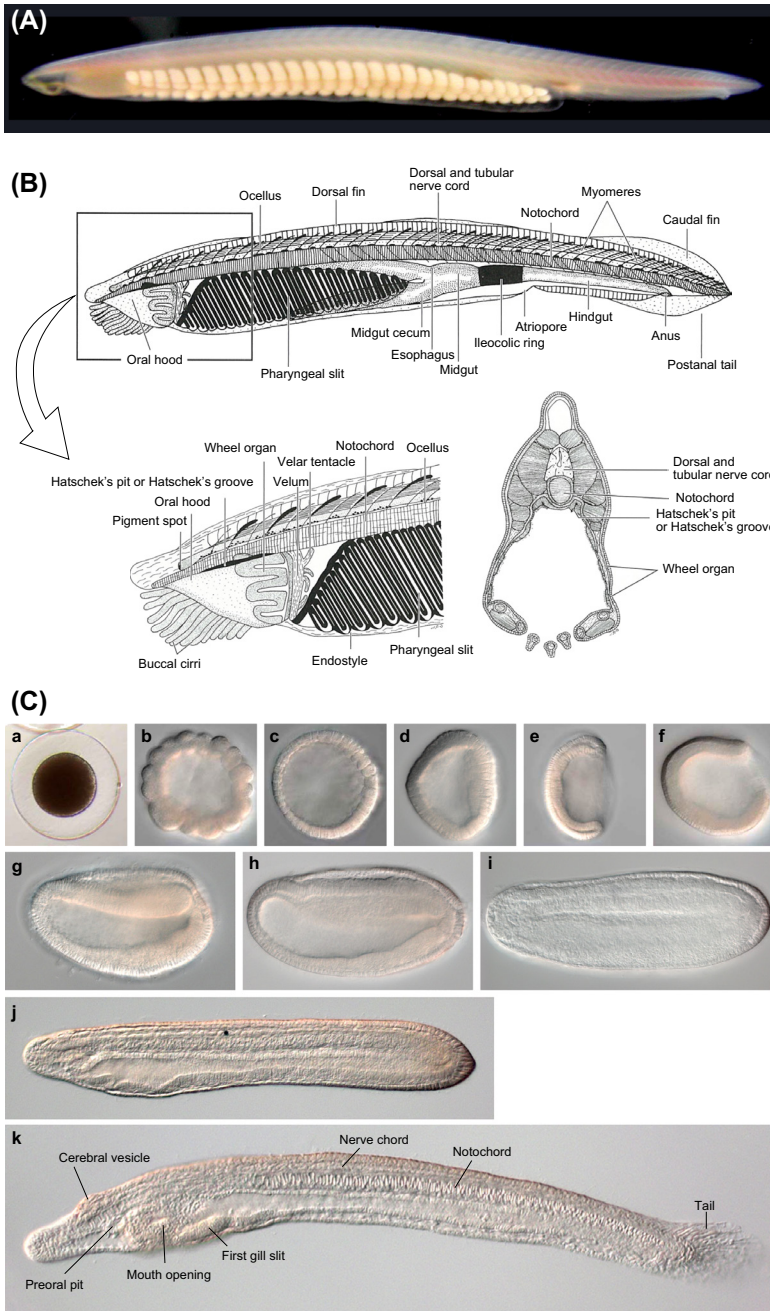 (A)
(B)
Ocellus
Dorsal fin
Dorsal and tubular
nerve cord
Myomeres
Notochord
Caudal fin
Oral hood
Pharyngeal slit
Midgut cecum
Esophagus
Midgut
Ileocolic ring
Atriopore
Hindgut
Anus
Postanal tail
Hatschek's pit or Hatschek's groove
Wheel organ
Velar tentacle
Notochord
Ocellus
Oral hood
Velum
Pigment spot
Buccal cirri
Endostyle
Pharyngeal slit
Dorsal and
tubular nerve cord
Notochord
Hatschek's pit
or Hatschek's groove
Wheel organ
(C)
a
b
c
d
e
f
g
h
i
j
k
Nerve chord
Cerebral vesicle
Notochord
Tail
First gill slit
Mouth opening
Preoral pit